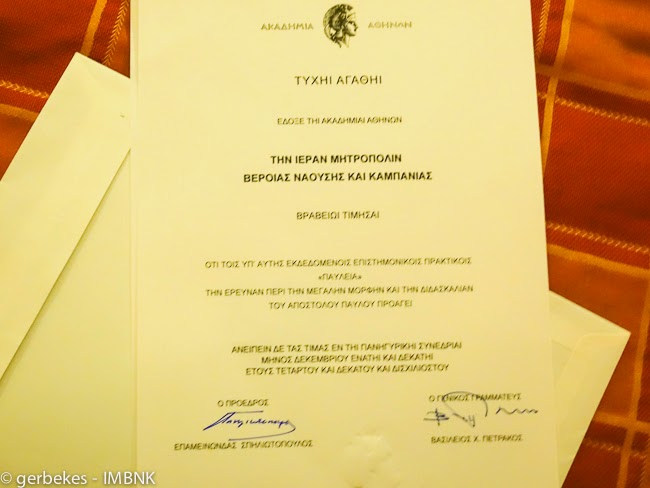 ΑΚΑΔΗΜΙΑ ΑΘΗΝΩΝ
ΤΥΧΗΙ ΑΓΑΘΗΙ
ΕΔΟΞΕ ΤΗΙ ΑΚΑΔΗΜΙΑΙ ΑΘΗΝΩΝ
ΤΗΝ ΙΕΡΑΝ ΜΗΤΡΟΠΟΛΙΝ
ΒΕΡΟΙΑΣ ΝΑΟΥΣΗΣ ΚΑΙ ΚΑΜΠΑΝΙΑΣ
ΒΡΑΒΕΙΩΙ ΤΙΜΗΣΑΙ
ΟΤΙ ΤΟΙΣ ΥΠ' ΑΥΤΗΣ ΕΚΔΕΔΟΜΕΝΟΙΣ ΕΠΙΣΤΗΜΟΝΙΚΟΙΣ ΠΡΑΚΤΙΚΟΙΣ
«ΠΑΥΛΕΙΑ»
ΤΗΝ ΕΡΕΥΝΑΝ ΠΕΡΙ ΤΗΝ ΜΕΓΑΛΗΝ ΜΟΡΦΗΝ ΚΑΙ ΤΗΝ ΔΙΔΑΣΚΑΛΙΑΝ
ΤΟΥ ΑΠΟΣΤΟΛΟΥ ΠΑΥΛΟΥ ΠΡΟΑΓΕΙ
ΑΝΕΙΠΕΙΝ ΔΕ ΤΑΣ ΤΙΜΑΣ ΕΝ ΤΗΙ ΠΑΝΗΓΥΡΙΚΗΙ ΣΥΝΕΔΡΙΑΙ
ΜΗΝΟΣ ΔΕΚΕΜΒΡΙΟΥ ΕΝΑΤΗΙ ΚΑΙ ΔΕΚΑΤΗΙ
ΕΤΟΥΣ ΤΕΤΑΡΤΟΥ ΚΑΙ ΔΕΚΑΤΟΥ ΚΑΙ ΔΙΣΧΙΛΙΟΣΤΟΥ
Ο ΠΡΟΕΔΡΟΣ
Ο ΓΕΝΙΚΟΣ ΓΡΑΜΜΑΤΕΥΣ
ΕΠΑΜΕΙΝΩΝΔΑΣ ΣΠΗΛΙΩΤΟΠΟΥΛΟΣ
ΒΑΣΙΛΕΙΟΣ Χ. ΠΕΤΡΑΚΟΣ
© gerbekes - IMBNK